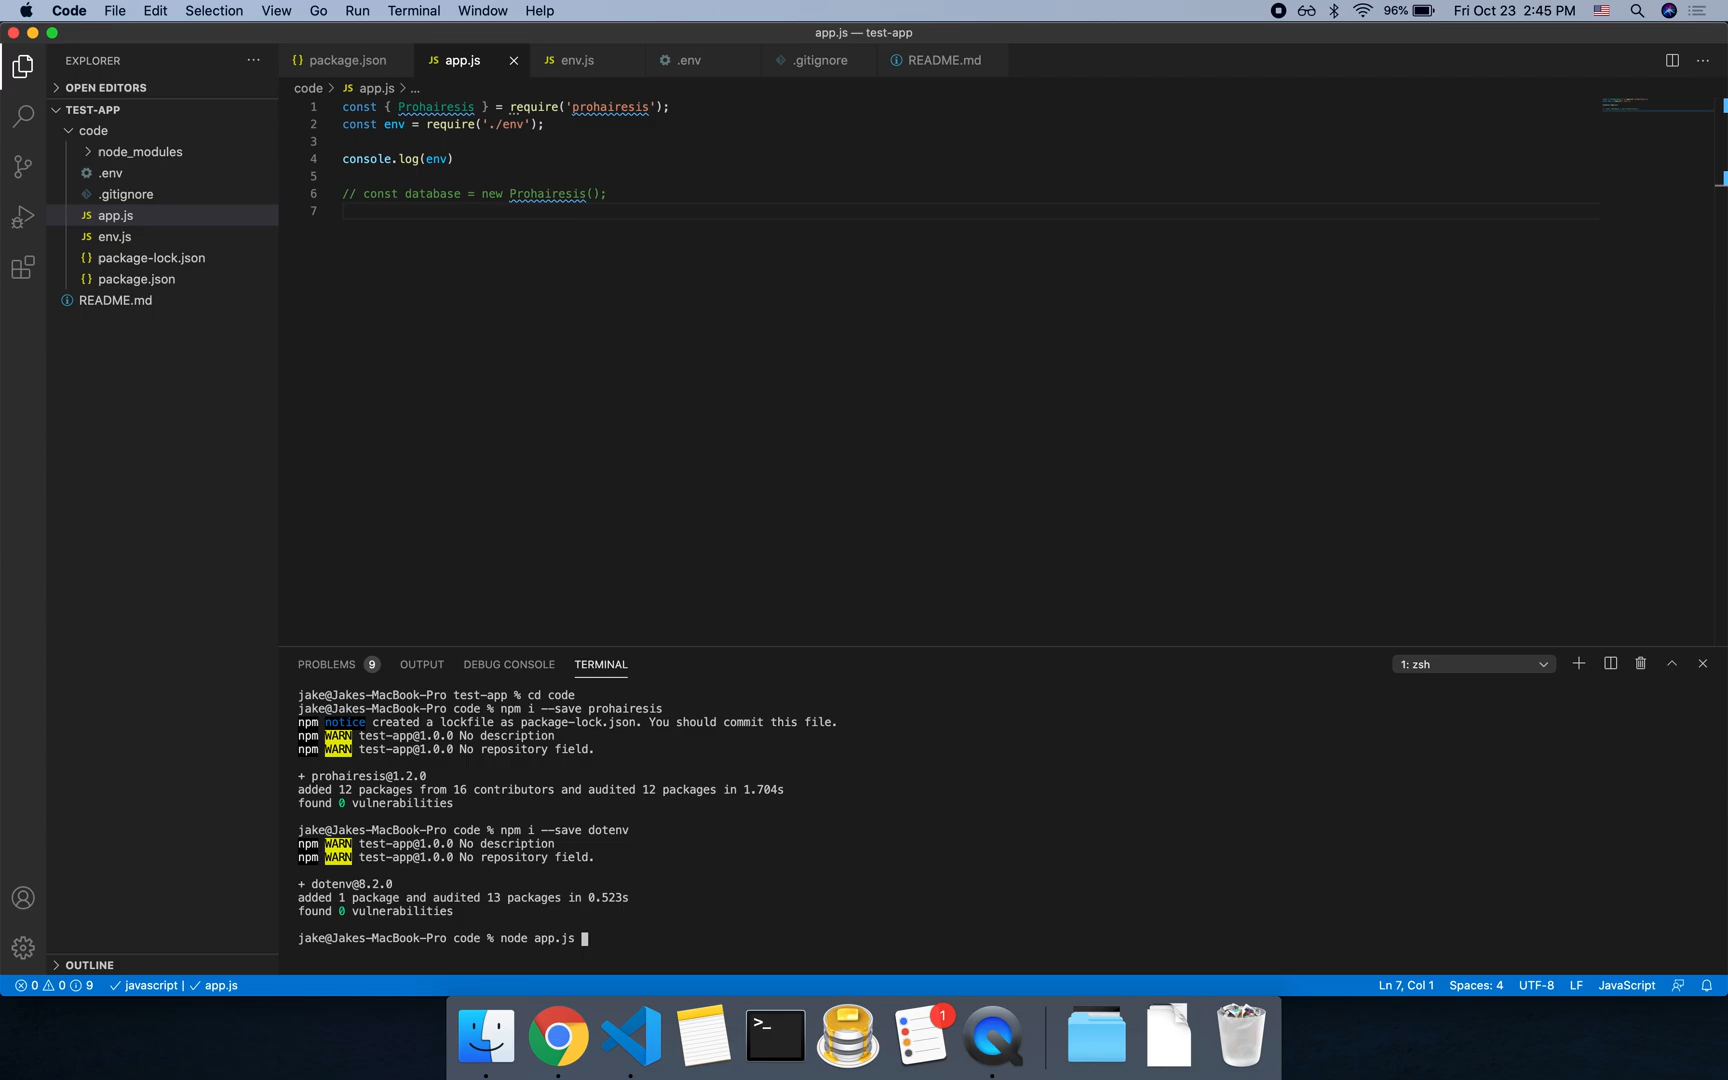 Code File Edit Selection View Go Run Terminal Window Help 96% Fri Oct 23 2:45 PM
app.js — test-app
EXPLORER
OPEN EDITORS
TEST-APP
code
node_modules
.env
.gitignore
JS app.js
JS env.js
{} package-lock.json
{} package.json
README.md
OUTLINE
{} package.json JS app.js JS env.js .env .gitignore README.md
code > JS app.js > ...
1 const { Prohairesis } = require('prohairesis');
2 const env = require('./env');
3
4 console.log(env)
5
6 // const database = new Prohairesis();
7
PROBLEMS 9 OUTPUT DEBUG CONSOLE TERMINAL 1: zsh
jake@Jakes-MacBook-Pro test-app % cd code
jake@Jakes-MacBook-Pro code % npm i --save prohairesis
npm notice created a lockfile as package-lock.json. You should commit this file.
npm WARN test-app@1.0.0 No description
npm WARN test-app@1.0.0 No repository field.
+ prohairesis@1.2.0
added 12 packages from 16 contributors and audited 12 packages in 1.704s
found 0 vulnerabilities
jake@Jakes-MacBook-Pro code % npm i --save dotenv
npm WARN test-app@1.0.0 No description
npm WARN test-app@1.0.0 No repository field.
+ dotenv@8.2.0
added 1 package and audited 13 packages in 0.523s
found 0 vulnerabilities
jake@Jakes-MacBook-Pro code % node app.js
0 0 9 javascript | app.js Ln 7, Col 1 Spaces: 4 UTF-8 LF JavaScript
>_ 1